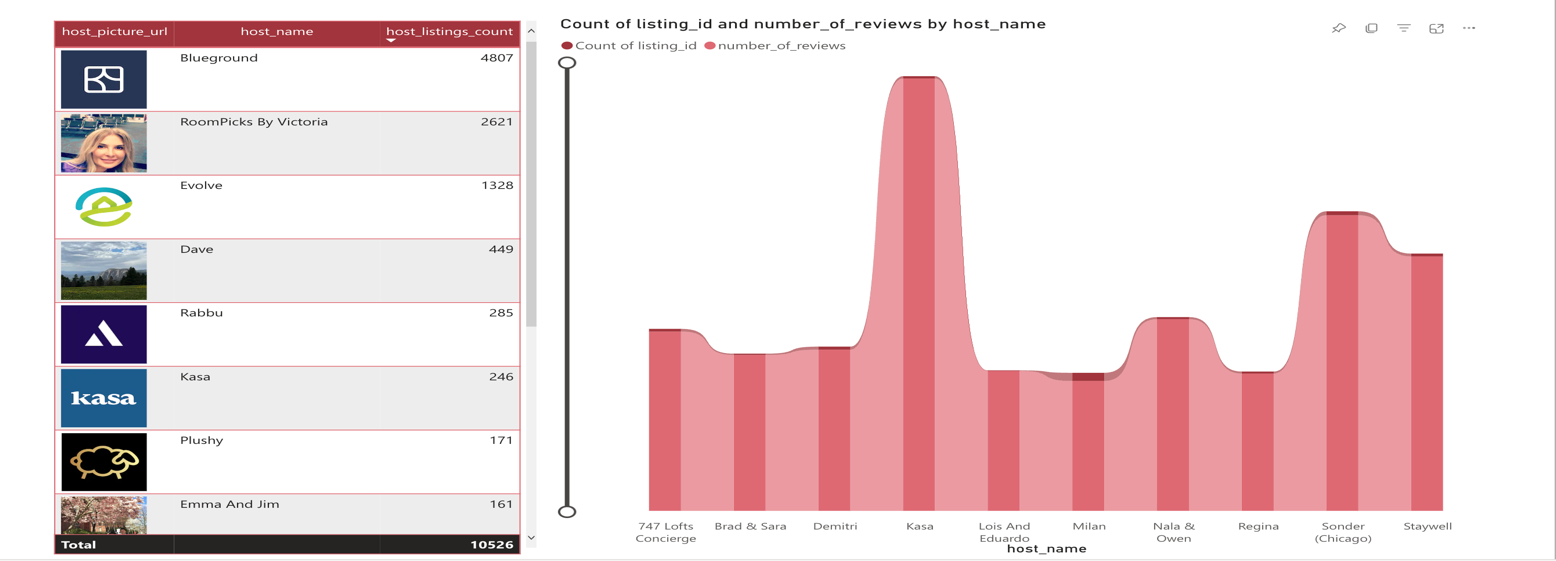 host_picture_url host_name host_listings_count
Blueground 4807
RoomPicks By Victoria 2621
Evolve 1328
Dave 449
Rabbu 285
kasa
Kasa 246
Plushy 171
Emma And Jim 161
Total 10526
Count of listing_id and number_of_reviews by host_name
Count of listing_id number_of_reviews
747 Lofts Concierge
Brad & Sara
Demitri
Kasa
Lois And Eduardo
Milan
Nala & Owen
Regina
Sonder (Chicago)
Staywell
host_name